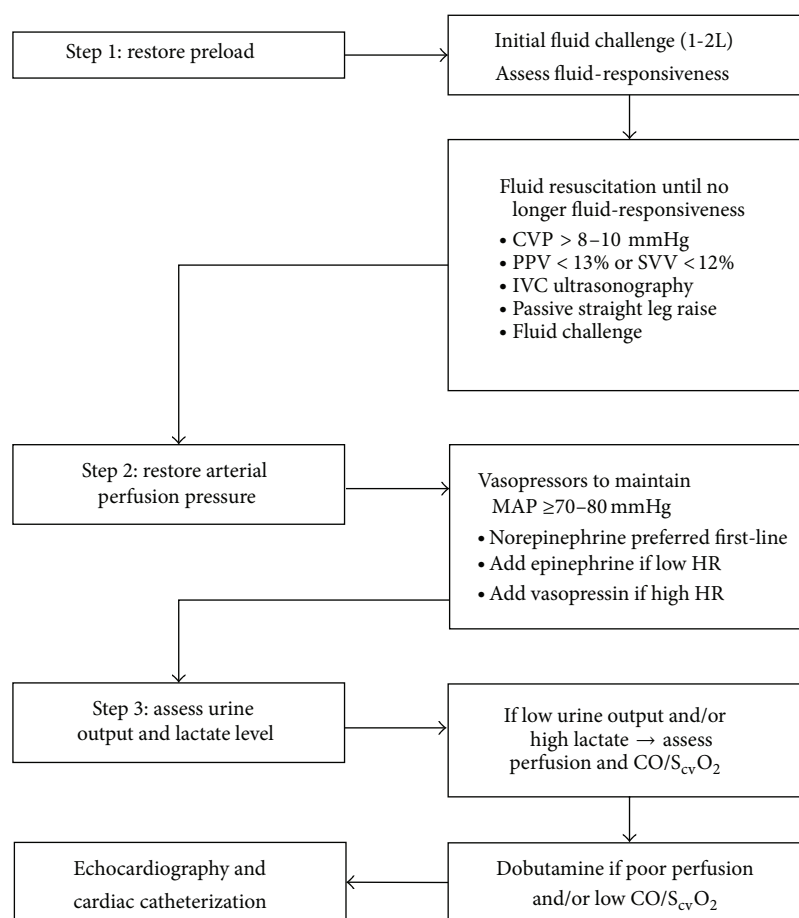 Step 1: restore preload
Initial fluid challenge (1-2L)
Assess fluid-responsiveness
Fluid resuscitation until no
longer fluid-responsiveness
• CVP > 8–10 mmHg
• PPV < 13% or SVV < 12%
• IVC ultrasonography
• Passive straight leg raise
• Fluid challenge
Step 2: restore arterial
perfusion pressure
Vasopressors to maintain
MAP ≥70–80 mmHg
• Norepinephrine preferred first-line
• Add epinephrine if low HR
• Add vasopressin if high HR
Step 3: assess urine
output and lactate level
If low urine output and/or
high lactate → assess
perfusion and CO/ScvO2
Dobutamine if poor perfusion
and/or low CO/ScvO2
Echocardiography and
cardiac catheterization